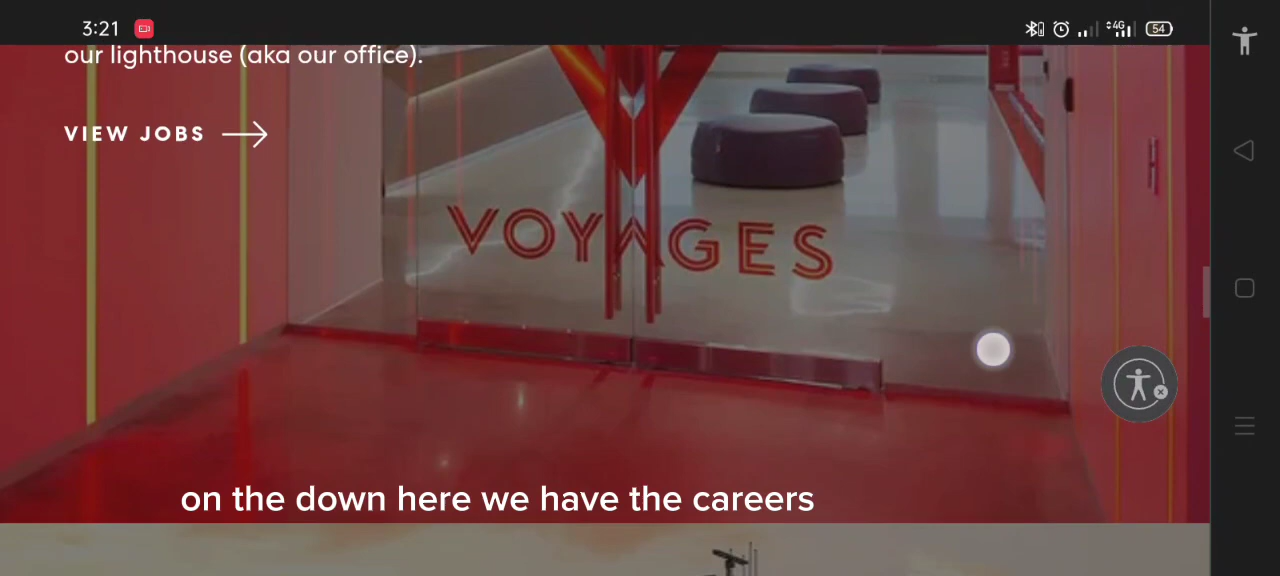 3:21
4G
54
our lighthouse (aka our office).
VIEW JOBS
VOYAGES
on the down here we have the careers